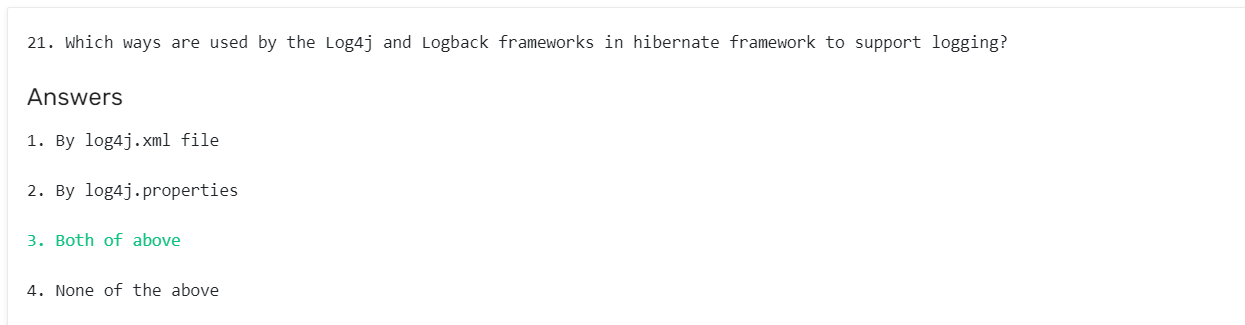 21. Which ways are used by the Log4j and Logback frameworks in hibernate framework to support logging?
Answers
1. By log4j.xml file
2. By log4j.properties
3. Both of above
4. None of the above